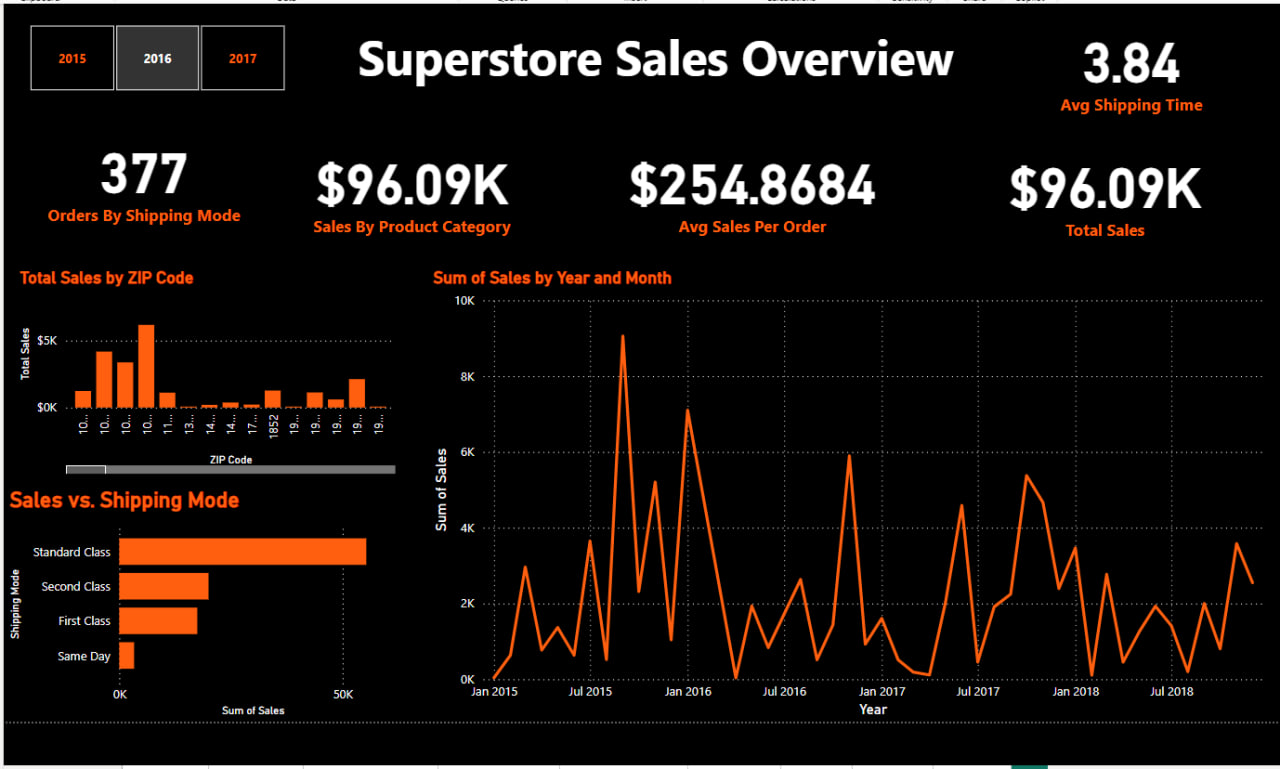 2015
2016
2017
Superstore Sales Overview
3.84
Avg Shipping Time
377
Orders By Shipping Mode
$96.09K
Sales By Product Category
$254.8684
Avg Sales Per Order
$96.09K
Total Sales
Total Sales by ZIP Code
Total Sales
$5K
$0K
10...
10...
10...
10...
11...
13...
14...
14...
17...
1852
19...
19...
19...
19...
19...
ZIP Code
Sales vs. Shipping Mode
Shipping Mode
Standard Class
Second Class
First Class
Same Day
0K
50K
Sum of Sales
Sum of Sales by Year and Month
Sum of Sales
10K
8K
6K
4K
2K
0K
Jan 2015
Jul 2015
Jan 2016
Jul 2016
Jan 2017
Jul 2017
Jan 2018
Jul 2018
Year